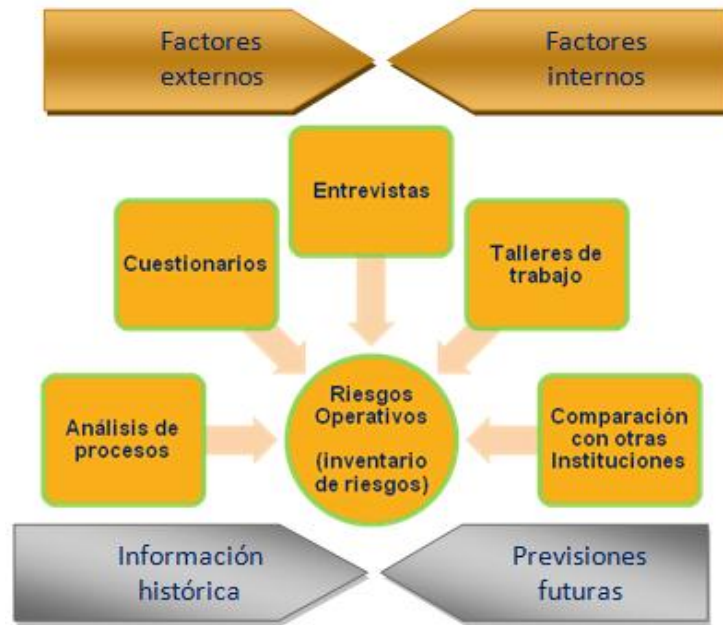 Factores
externos
Factores
internos
Entrevistas
Cuestionarios
Talleres de
trabajo
Análisis de
procesos
Riesgos
Operativos
(inventario
de riesgos)
Comparación
con otras
Instituciones
Información
histórica
Previsiones
futuras